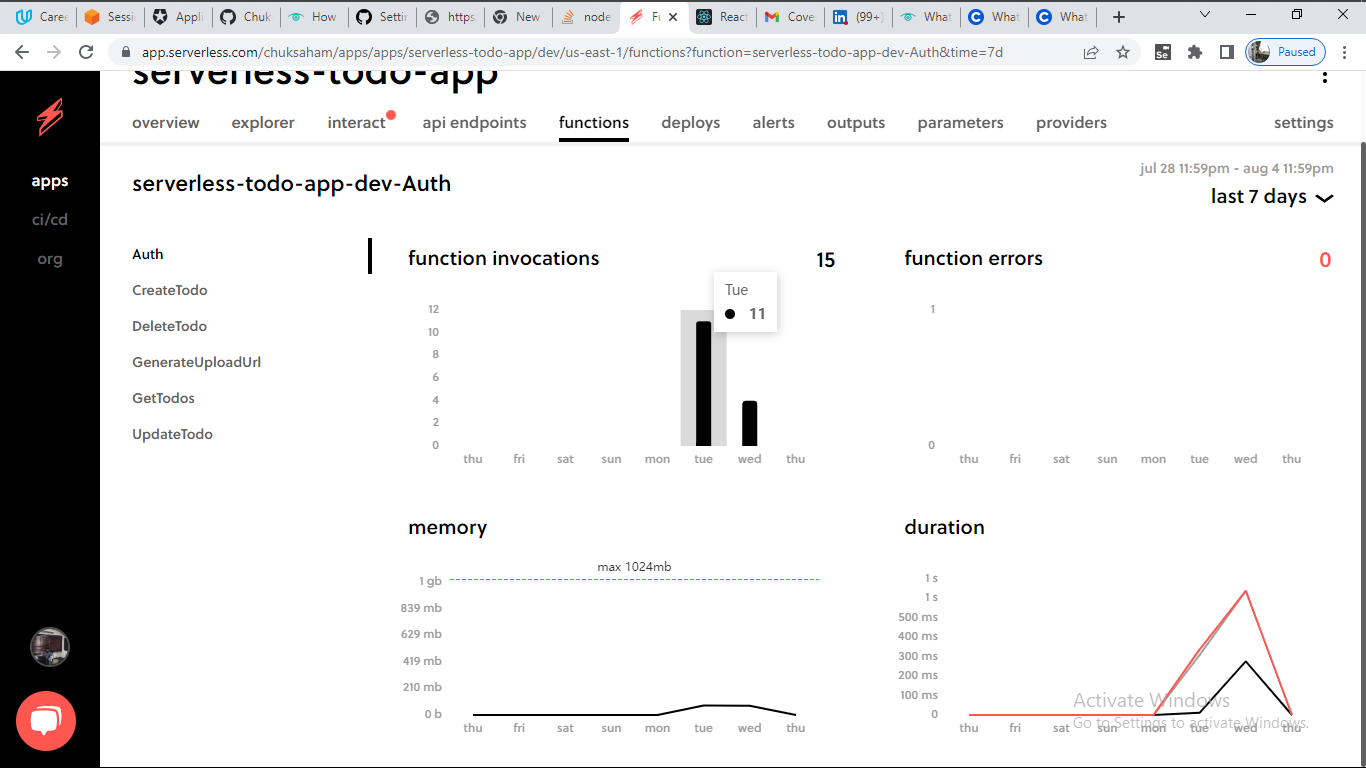 Caree
Sessi
Appli
Chuk
How
Settin
https
New
node
Fu
React
Cove
(99+)
What
What
What
app.serverless.com/chuksaham/apps/apps/serverless-todo-app/dev/us-east-1/functions?function=serverless-todo-app-dev-Auth&time=7d
Se
Paused
serverless-todo-app
overview explorer interact api endpoints functions deploys alerts outputs parameters providers settings
apps
ci/cd
org
serverless-todo-app-dev-Auth
jul 28 11:59pm - aug 4 11:59pm
last 7 days
Auth
CreateTodo
DeleteTodo
GenerateUploadUrl
GetTodos
UpdateTodo
function invocations 15
Tue
11
12
10
8
6
4
2
0
thu fri sat sun mon tue wed thu
function errors 0
1
0
thu fri sat sun mon tue wed thu
memory
max 1024mb
1 gb
839 mb
629 mb
419 mb
210 mb
0 b
thu fri sat sun mon tue wed thu
duration
1 s
1 s
500 ms
400 ms
300 ms
200 ms
100 ms
0
thu fri sat sun mon tue wed thu
Activate Windows
Go to Settings to activate Windows.